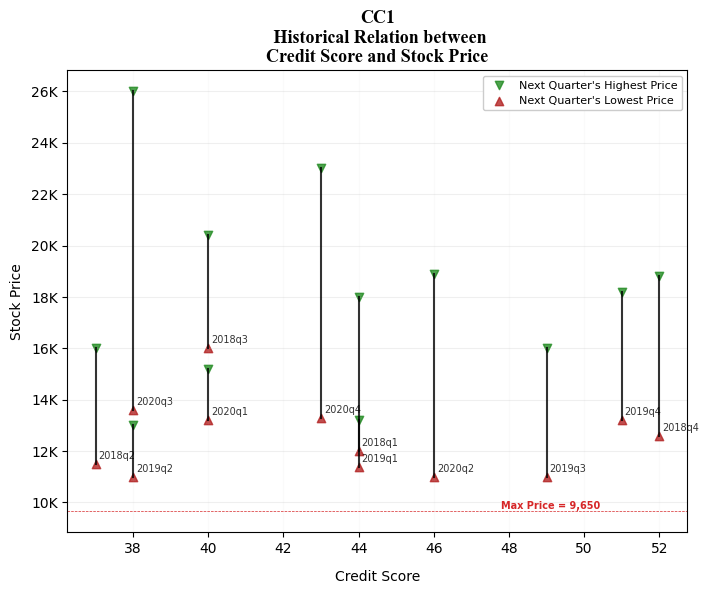 CC1
Historical Relation between
Credit Score and Stock Price
Next Quarter's Highest Price
Next Quarter's Lowest Price
26K
24K
22K
20K
18K
16K
14K
12K
10K
Stock Price
2018q3
2020q3
2020q1
2020q4
2019q4
2018q4
2018q2
2018q1
2019q2
2019q1
2020q2
2019q3
Max Price = 9,650
38 40 42 44 46 48 50 52
Credit Score